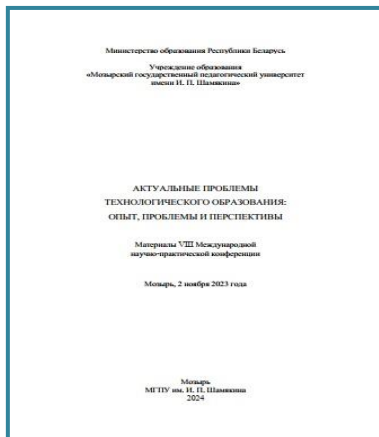 Министерство образования Республики Беларусь
Учреждение образования
«Мозырский государственный педагогический университет
имени И. П. Шамякина»
АКТУАЛЬНЫЕ ПРОБЛЕМЫ
ТЕХНОЛОГИЧЕСКОГО ОБРАЗОВАНИЯ:
ОПЫТ, ПРОБЛЕМЫ И ПЕРСПЕКТИВЫ
Материалы VIII Международной
научно-практической конференции
Мозырь, 2 ноября 2023 года
Мозырь
МГПУ им. И. П. Шамякина
2024